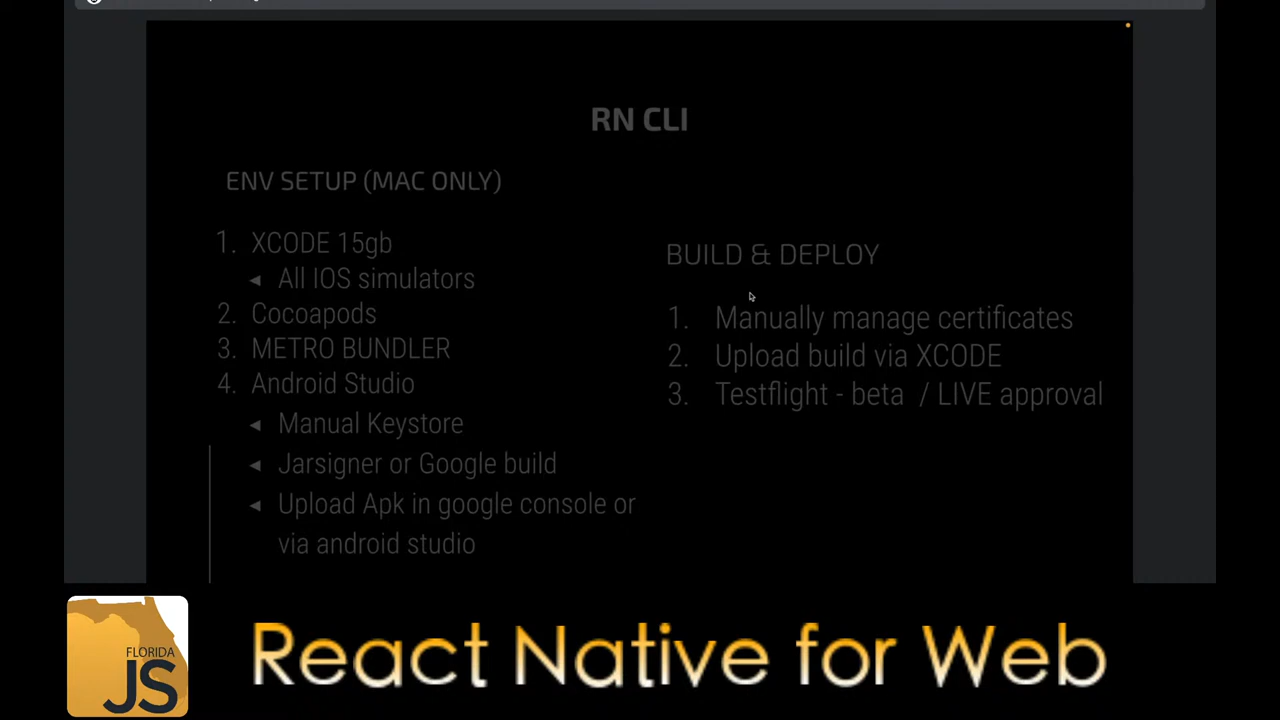 RN CLI
ENV SETUP (MAC ONLY)
1. XCODE 15gb
◂ All IOS simulators
2. Cocoapods
3. METRO BUNDLER
4. Android Studio
◂ Manual Keystore
◂ Jarsigner or Google build
◂ Upload Apk in google console or
via android studio
BUILD & DEPLOY
1. Manually manage certificates
2. Upload build via XCODE
3. Testflight - beta / LIVE approval
FLORIDA
JS
React Native for Web